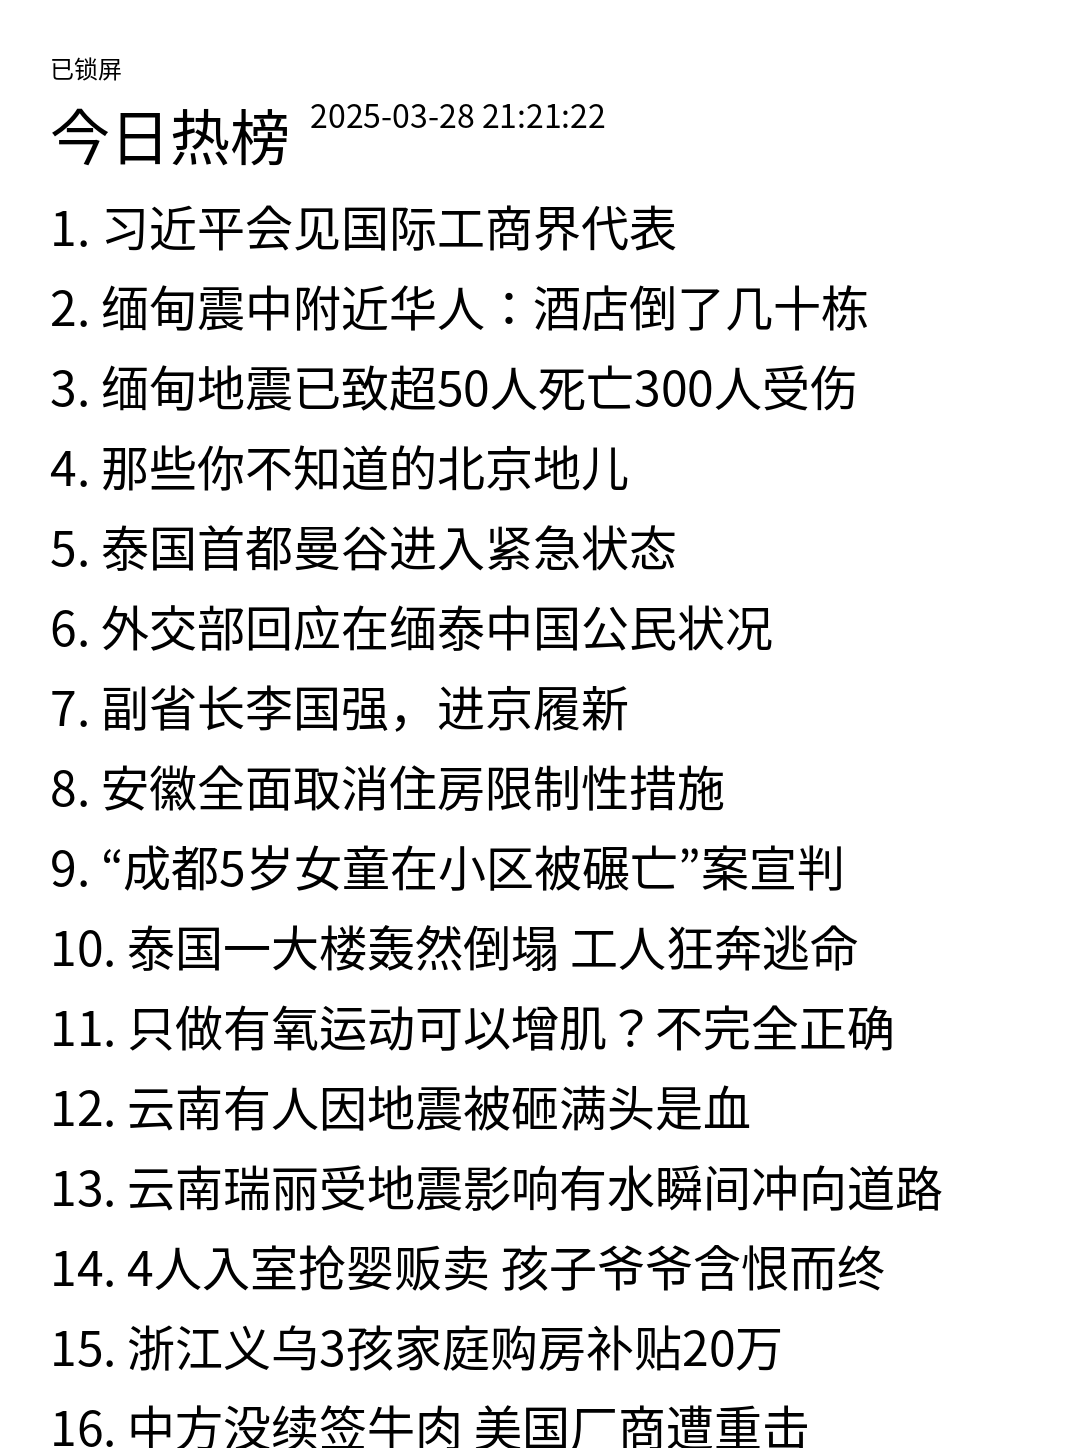 已锁屏
今日热榜 2025-03-28 21:21:22
1. 习近平会见国际工商界代表
2. 缅甸震中附近华人：酒店倒了几十栋
3. 缅甸地震已致超50人死亡300人受伤
4. 那些你不知道的北京地儿
5. 泰国首都曼谷进入紧急状态
6. 外交部回应在缅泰中国公民状况
7. 副省长李国强，进京履新
8. 安徽全面取消住房限制性措施
9. “成都5岁女童在小区被碾亡”案宣判
10. 泰国一大楼轰然倒塌 工人狂奔逃命
11. 只做有氧运动可以增肌？不完全正确
12. 云南有人因地震被砸满头是血
13. 云南瑞丽受地震影响有水瞬间冲向道路
14. 4人入室抢婴贩卖 孩子爷爷含恨而终
15. 浙江义乌3孩家庭购房补贴20万
16. 中方没续签牛肉 美国厂商遭重击